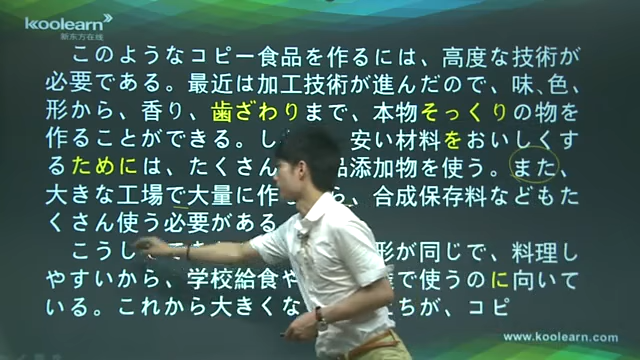 koolearn
新东方在线
このようなコピー食品を作るには、高度な技術が
必要である。最近は加工技術が進んだので、味、色、
形から、香り、歯ざわりまで、本物そっくりの物を
作ることができる。し 安い材料をおいしくす
るためには、たくさん 品添加物を使う。また、
大きな工場で大量に作 ら、合成保存料などもた
くさん使う必要がある
こうし 形が同じで、料理し
やすいから、学校給食や で使うのに向いて
いる。これから大きくな ちが、コピ
www.koolearn.com